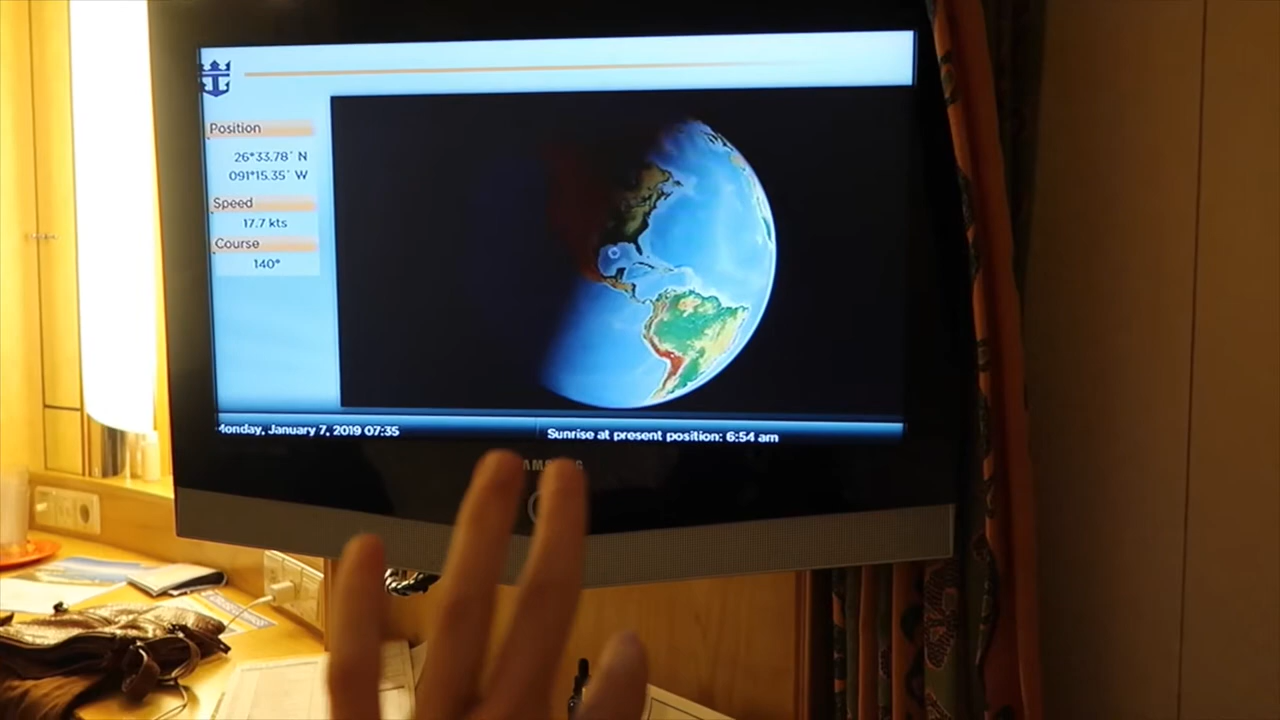 Position
26°33.78' N
091°15.35' W
Speed
17.7 kts
Course
140°
Monday, January 7, 2019 07:35
Sunrise at present position: 6:54 am